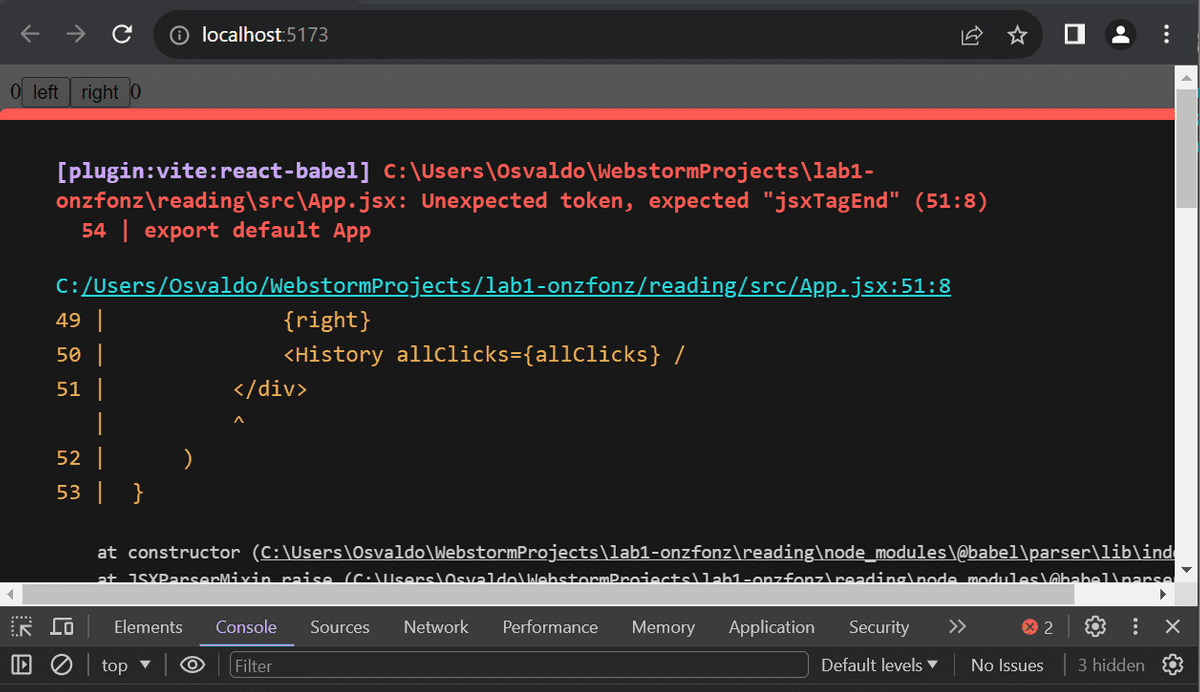 localhost:5173
0 left right 0
[plugin:vite:react-babel] C:\Users\Osvaldo\WebstormProjects\lab1-
onzfonz\reading\src\App.jsx: Unexpected token, expected "jsxTagEnd" (51:8)
54 | export default App
C:/Users/Osvaldo/WebstormProjects/lab1-onzfonz/reading/src/App.jsx:51:8
49 | {right}
50 | <History allClicks={allClicks} /
51 | </div>
| ^
52 | )
53 | }
at constructor (C:\Users\Osvaldo\WebstormProjects\lab1-onzfonz\reading\node_modules\@babel\parser\lib\ind
at JSXParserMixin.raise (C:\Users\Osvaldo\WebstormProjects\lab1-onzfonz\reading\node_modules\@babel\parse
Elements Console Sources Network Performance Memory Application Security 2
top Filter Default levels No Issues 3 hidden